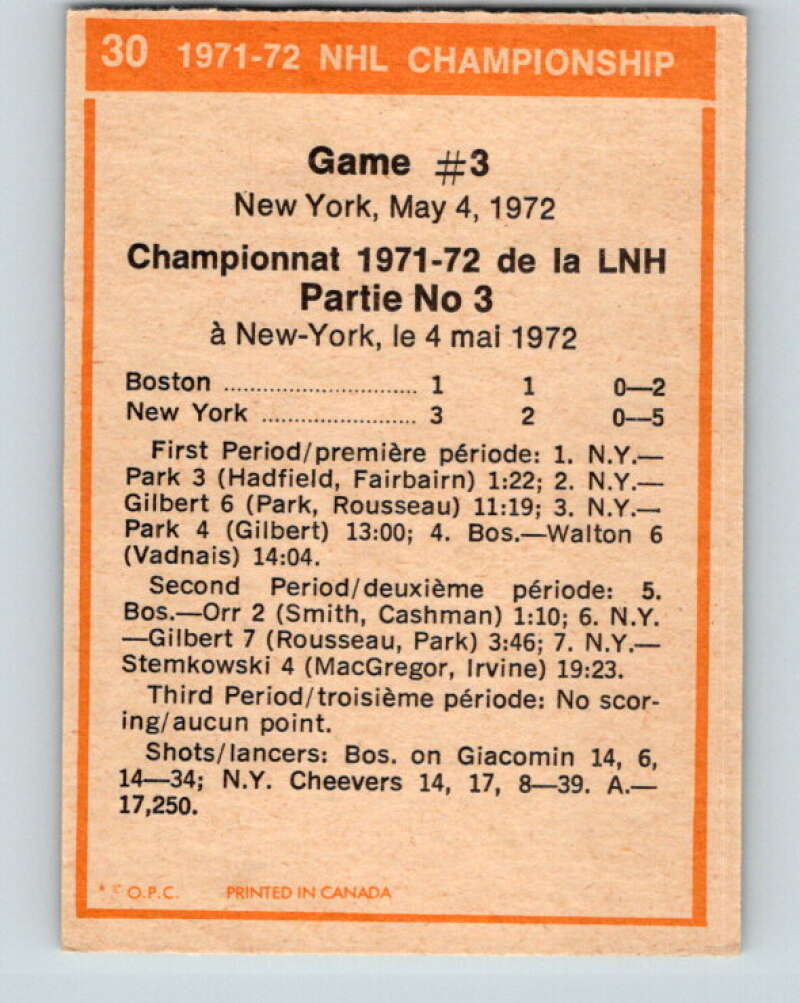 30 1971-72 NHL CHAMPIONSHIP
Game #3
New York, May 4, 1972
Championnat 1971-72 de la LNH
Partie No 3
à New-York, le 4 mai 1972
Boston ............................. 1 1 0—2
New York ....................... 3 2 0—5
First Period/première période: 1. N.Y.—
Park 3 (Hadfield, Fairbairn) 1:22; 2. N.Y.—
Gilbert 6 (Park, Rousseau) 11:19; 3. N.Y.—
Park 4 (Gilbert) 13:00; 4. Bos.—Walton 6
(Vadnais) 14:04.
Second Period/deuxième période: 5.
Bos.—Orr 2 (Smith, Cashman) 1:10; 6. N.Y.
—Gilbert 7 (Rousseau, Park) 3:46; 7. N.Y.—
Stemkowski 4 (MacGregor, Irvine) 19:23.
Third Period/troisième période: No scor-
ing/aucun point.
Shots/lancers: Bos. on Giacomin 14, 6,
14—34; N.Y. Cheevers 14, 17, 8—39. A.—
17,250.
* © O.P.C. PRINTED IN CANADA